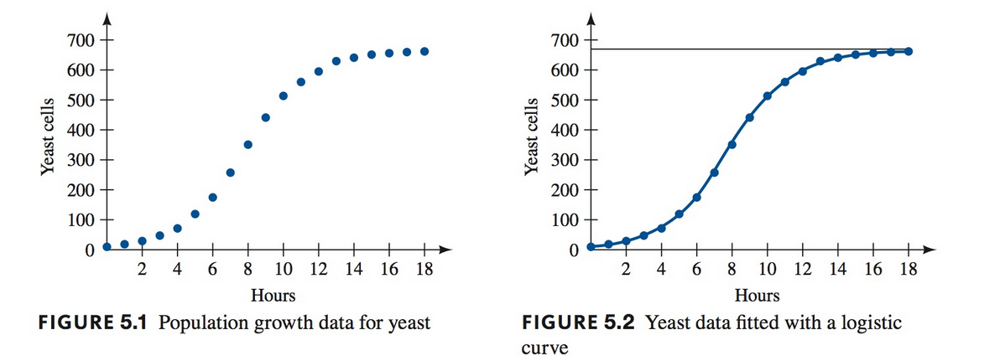 700
600
500
400
300
200
100
0
Yeast cells
2 4 6 8 10 12 14 16 18
Hours
FIGURE 5.1 Population growth data for yeast
700
600
500
400
300
200
100
0
Yeast cells
2 4 6 8 10 12 14 16 18
Hours
FIGURE 5.2 Yeast data fitted with a logistic
curve